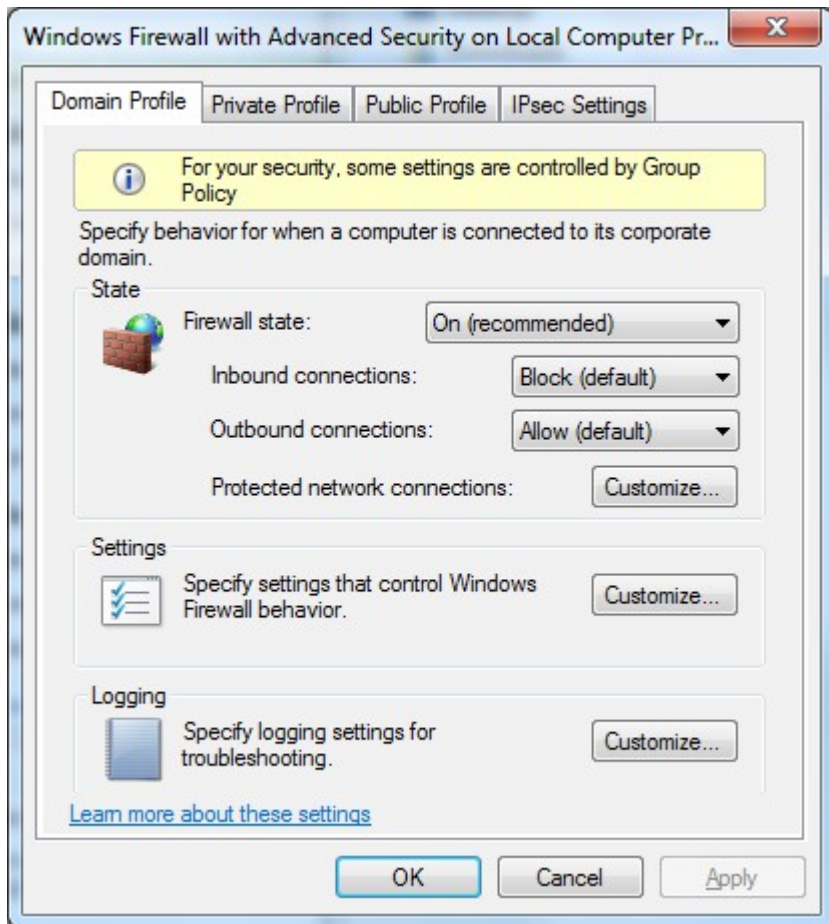 Windows Firewall with Advanced Security on Local Computer Pr...
Domain Profile Private Profile Public Profile IPsec Settings
For your security, some settings are controlled by Group
Policy
Specify behavior for when a computer is connected to its corporate
domain.
State
Firewall state: On (recommended)
Inbound connections: Block (default)
Outbound connections: Allow (default)
Protected network connections: Customize...
Settings
Specify settings that control Windows
Firewall behavior.
Customize...
Logging
Specify logging settings for
troubleshooting.
Customize...
Learn more about these settings
OK Cancel Apply